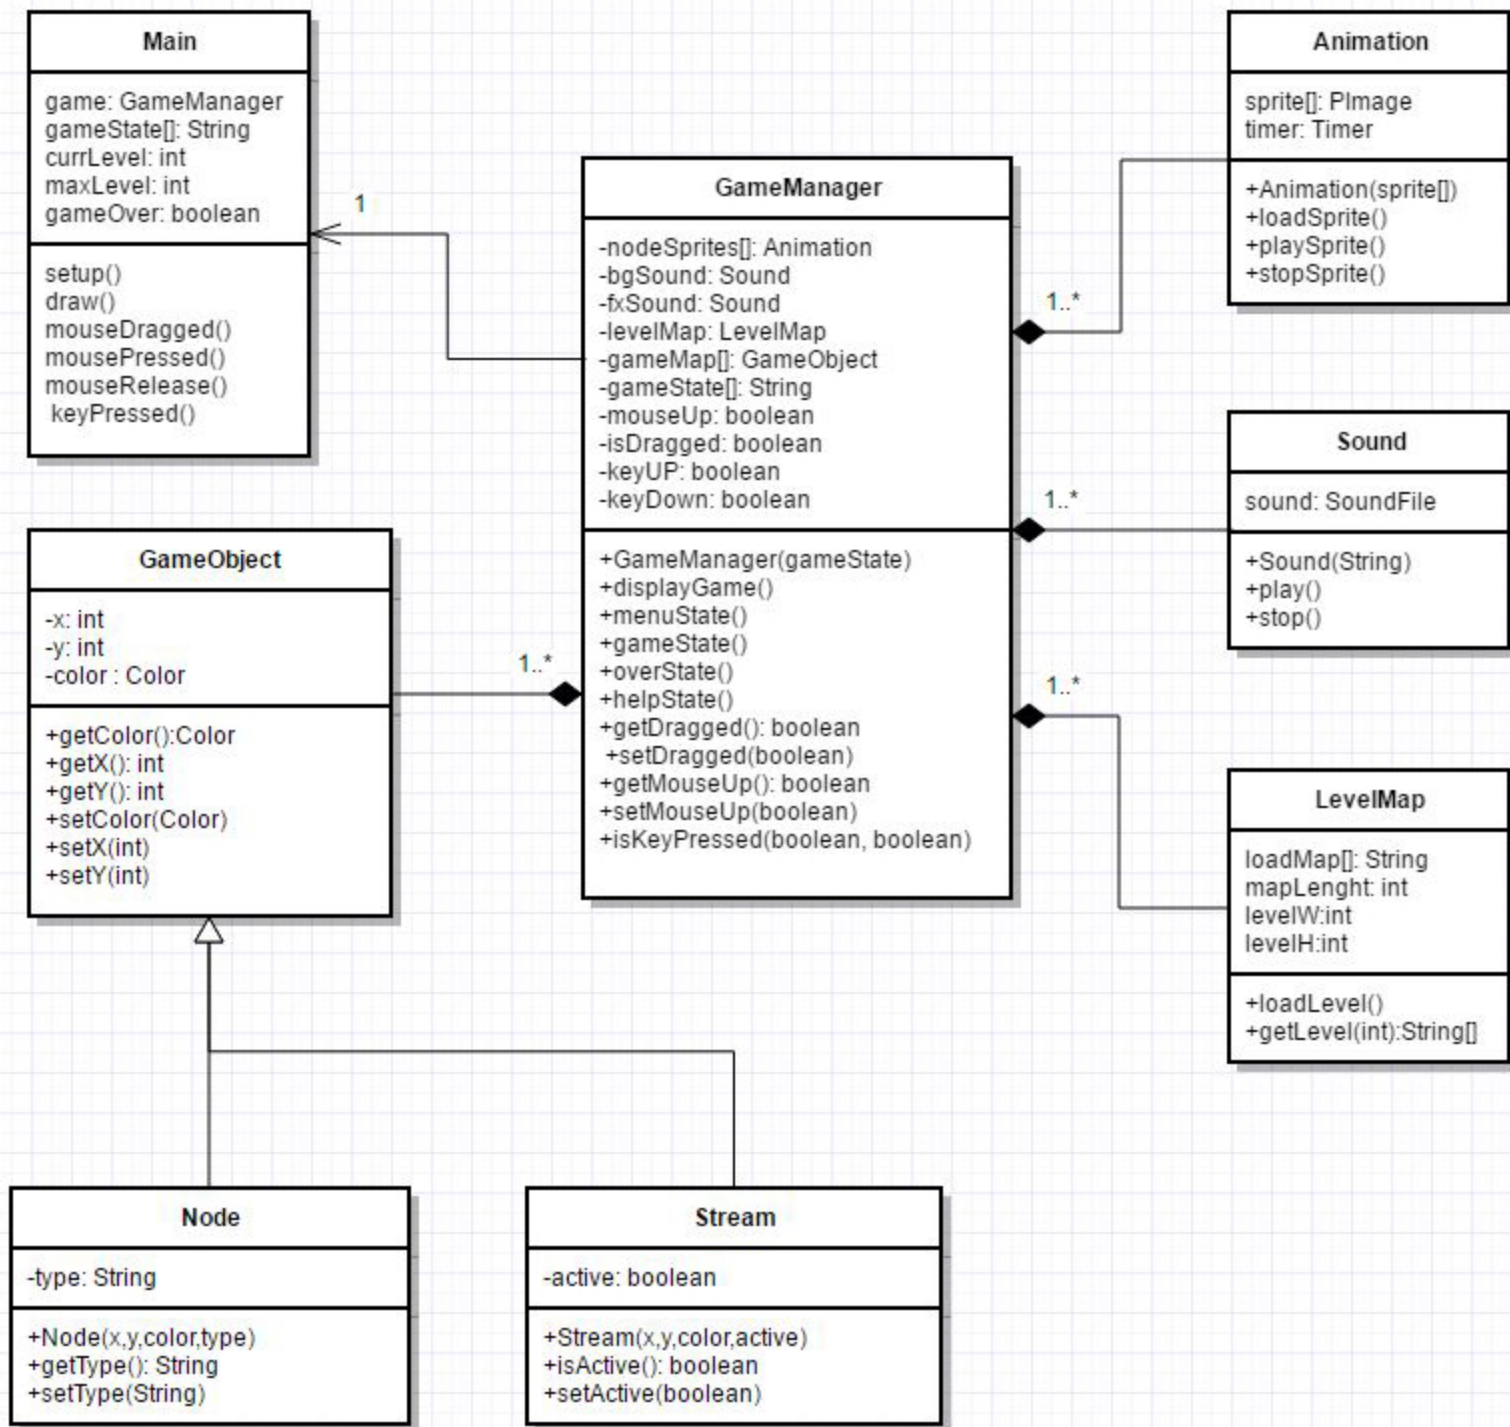 Main
game: GameManager
gameState[]: String
currLevel: int
maxLevel: int
gameOver: boolean
setup()
draw()
mouseDragged()
mousePressed()
mouseRelease()
keyPressed()
1
GameManager
-nodeSprites[]: Animation
-bgSound: Sound
-fxSound: Sound
-levelMap: LevelMap
-gameMap[]: GameObject
-gameState[]: String
-mouseUp: boolean
-isDragged: boolean
-keyUP: boolean
-keyDown: boolean
+GameManager(gameState)
+displayGame()
+menuState()
+gameState()
+overState()
+helpState()
+getDragged(): boolean
+setDragged(boolean)
+getMouseUp(): boolean
+setMouseUp(boolean)
+isKeyPressed(boolean, boolean)
1..*
Animation
sprite[]: PImage
timer: Timer
+Animation(sprite[])
+loadSprite()
+playSprite()
+stopSprite()
1..*
Sound
sound: SoundFile
+Sound(String)
+play()
+stop()
1..*
LevelMap
loadMap[]: String
mapLenght: int
levelW:int
levelH:int
+loadLevel()
+getLevel(int):String[]
GameObject
-x: int
-y: int
-color : Color
+getColor():Color
+getX(): int
+getY(): int
+setColor(Color)
+setX(int)
+setY(int)
1..*
Node
-type: String
+Node(x,y,color,type)
+getType(): String
+setType(String)
Stream
-active: boolean
+Stream(x,y,color,active)
+isActive(): boolean
+setActive(boolean)